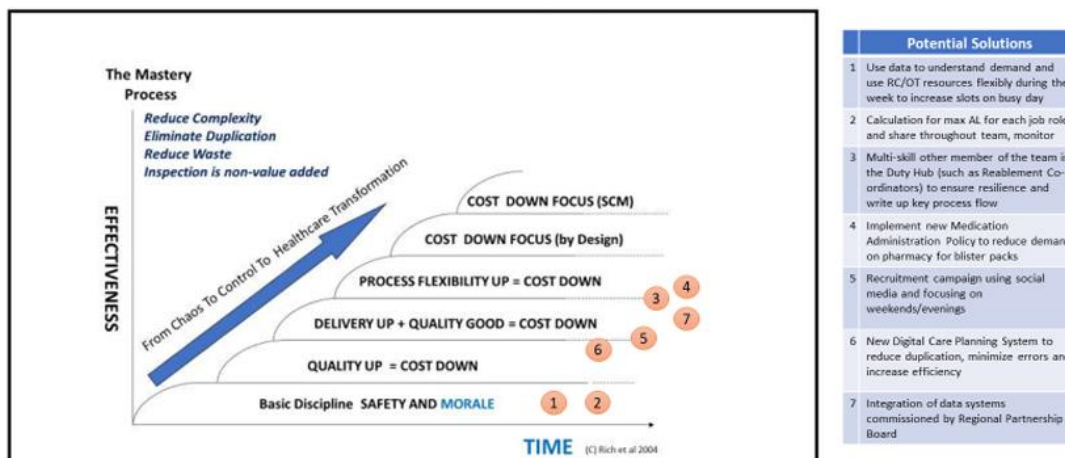 The Mastery
Process
Reduce Complexity
Eliminate Duplication
Reduce Waste
Inspection is non-value added
From Chaos To Control To Healthcare Transformation
EFFECTIVENESS
COST DOWN FOCUS (SCM)
COST DOWN FOCUS (by Design)
PROCESS FLEXIBILITY UP = COST DOWN
4
3
DELIVERY UP + QUALITY GOOD = COST DOWN
7
5
6
QUALITY UP = COST DOWN
Basic Discipline SAFETY AND MORALE
1 2
TIME (C) Rich et al 2004
Potential Solutions
1 Use data to understand demand and
use RC/OT resources flexibly during the
week to increase slots on busy day
2 Calculation for max AL for each job role
and share throughout team, monitor
3 Multi-skill other member of the team i
the Duty Hub (such as Reablement Co-
ordinators) to ensure resilience and
write up key process flow
4 Implement new Medication
Administration Policy to reduce deman
on pharmacy for blister packs
5 Recruitment campaign using social
media and focusing on
weekends/evenings
6 New Digital Care Planning System to
reduce duplication, minimize errors an
increase efficiency
7 Integration of data systems
commissioned by Regional Partnership
Board